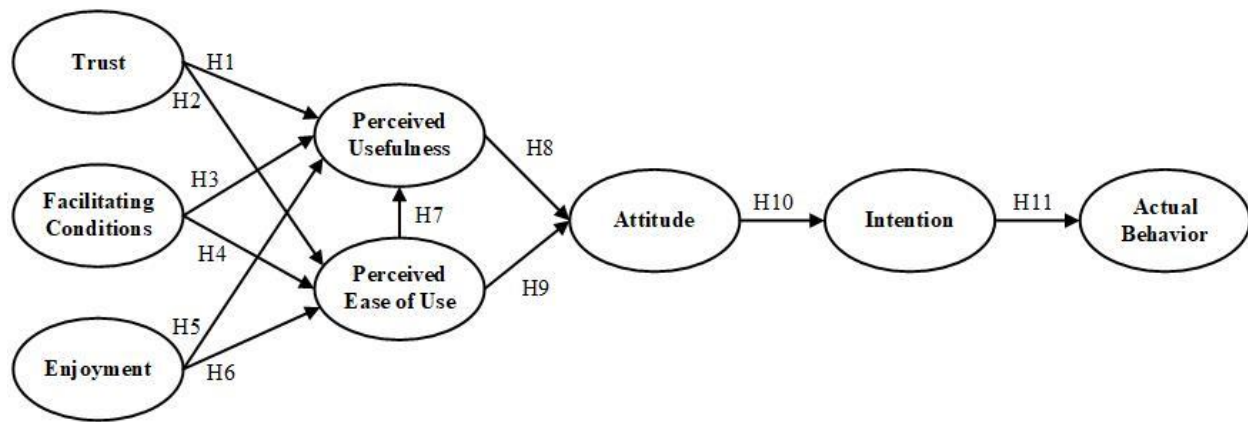 Trust
H1
H2
Perceived
Usefulness
H8
H3
Facilitating
Conditions
H4
H7
Attitude
H10
Intention
H11
Actual
Behavior
Perceived
Ease of Use
H9
H5
Enjoyment
H6